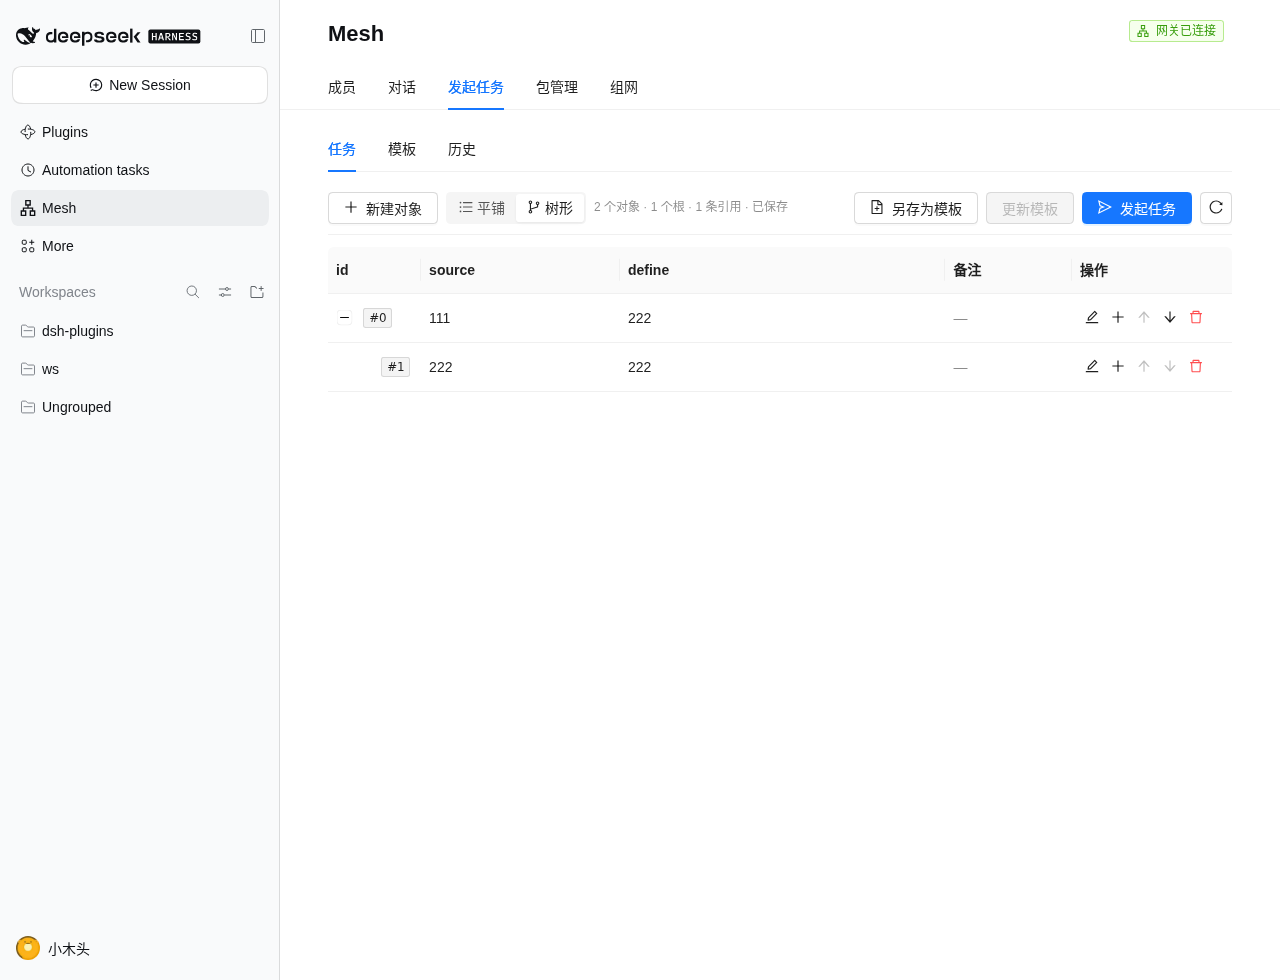 deepseek HARNESS
New Session
Plugins
Automation tasks
Mesh
More
Workspaces
dsh-plugins
ws
Ungrouped
小木头
Mesh
网关已连接
成员 对话 发起任务 包管理 组网
任务 模板 历史
新建对象 平铺 树形 2 个对象 · 1 个根 · 1 条引用 · 已保存 另存为模板 更新模板 发起任务
id source define 备注 操作
#0 111 222 —
#1 222 222 —